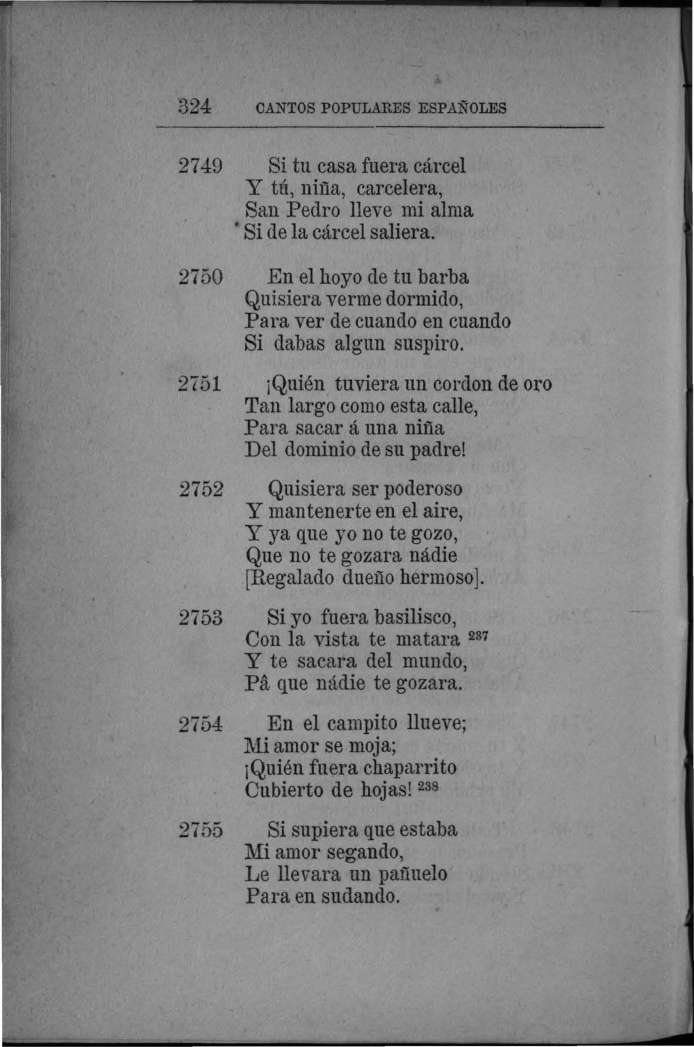 324 CANTOS POPULARES ESPAÑOLES
2749 Si tu casa fuera cárcel
Y tú, niña, carcelera,
San Pedro lleve mi alma
Si de la cárcel saliera.
2750 En el hoyo de tu barba
Quisiera verme dormido,
Para ver de cuando en cuando
Si dabas algun suspiro.
2751 ¡Quién tuviera un cordon de oro
Tan largo como esta calle,
Para sacar á una niña
Del dominio de su padre!
2752 Quisiera ser poderoso
Y mantenerte en el aire,
Y ya que yo no te gozo,
Que no te gozara nádie
[Regalado dueño hermoso].
2753 Si yo fuera basilisco,
Con la vista te matara 237
Y te sacara del mundo,
Pâ que nádie te gozara.
2754 En el campito llueve;
Mi amor se moja;
¡Quién fuera chaparrito
Cubierto de hojas! 238
2755 Si supiera que estaba
Mi amor segando,
Le llevara un pañuelo
Para en sudando.